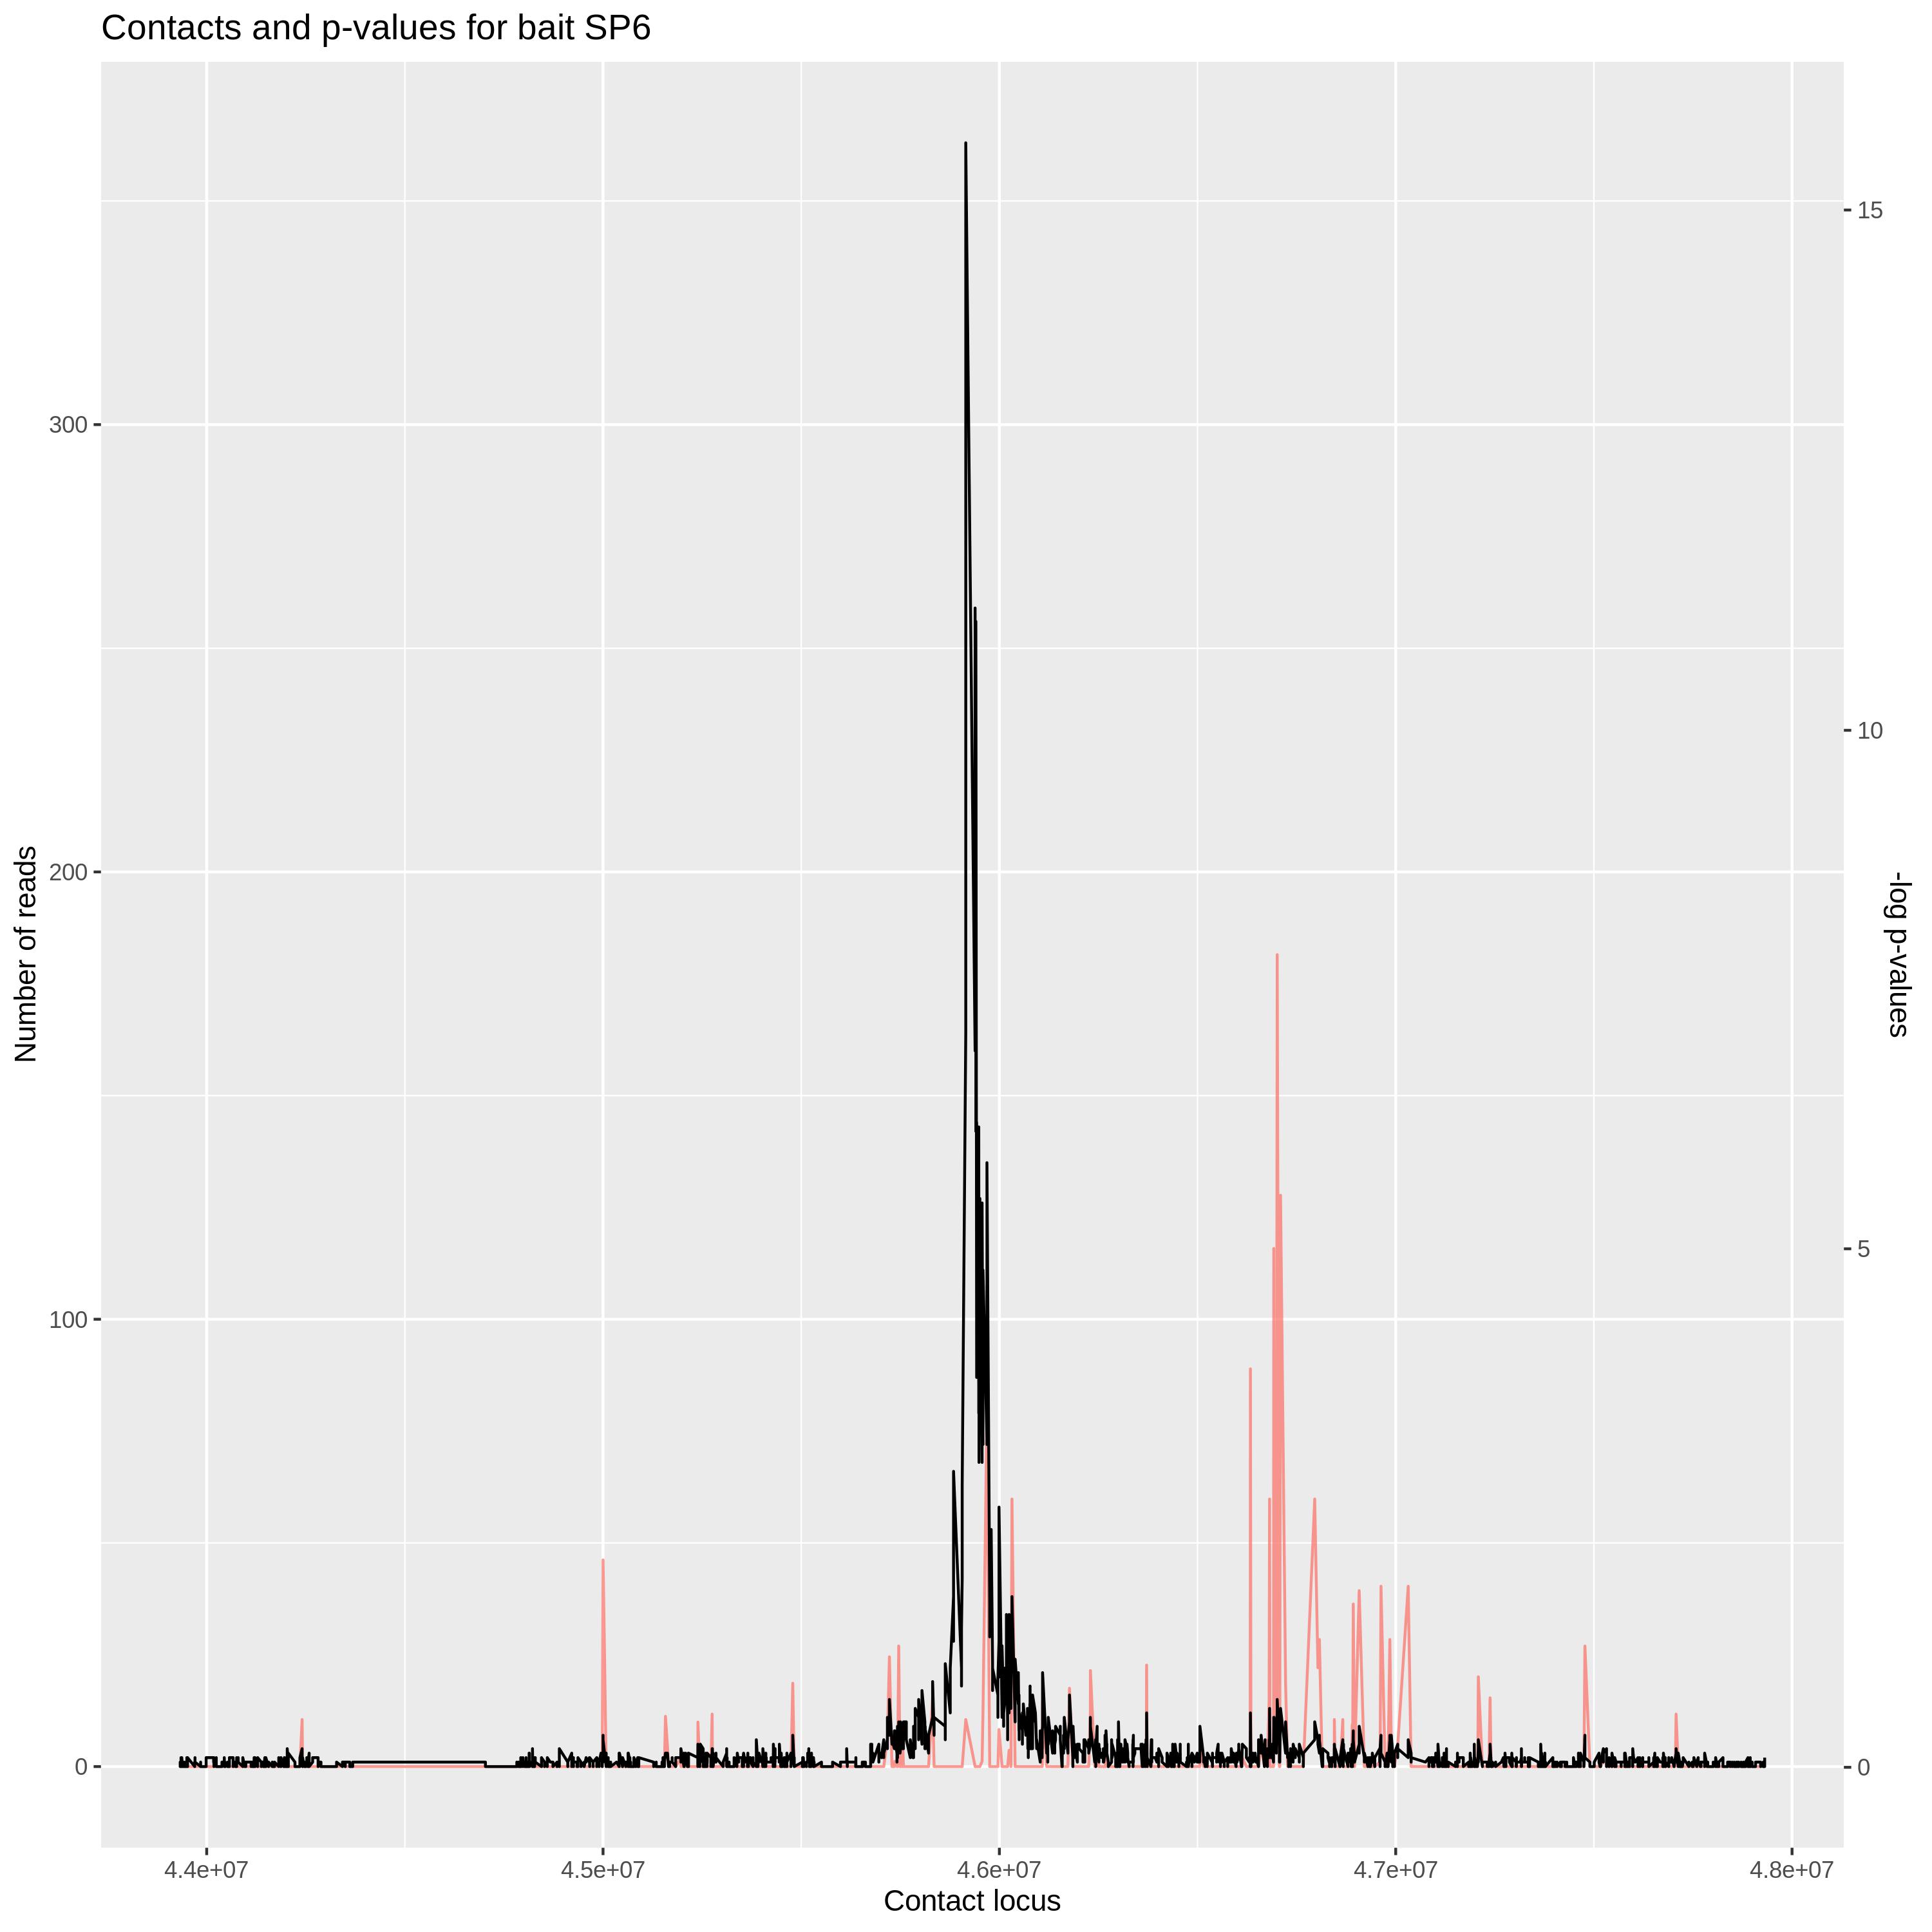 Contacts and p-values for bait SP6
300
200
100
0
15
10
5
0
Number of reads
-log p-values
4.4e+07
4.5e+07
4.6e+07
4.7e+07
4.8e+07
Contact locus